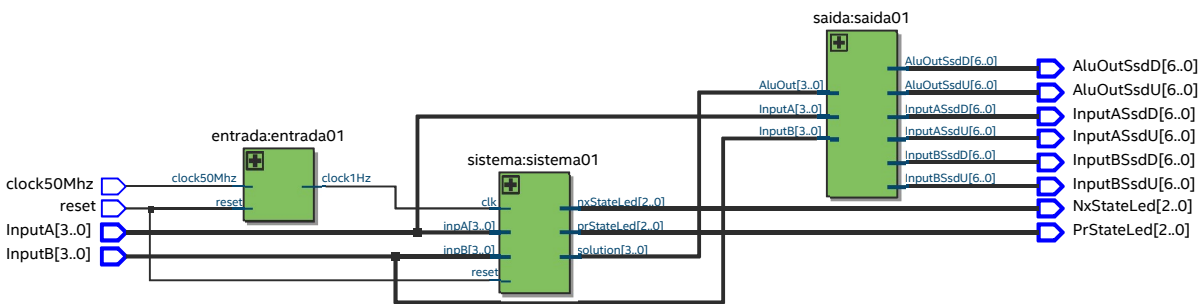 saida:saida01
AluOut[3..0]
InputA[3..0]
InputB[3..0]
AluOutSsdD[6..0]
AluOutSsdU[6..0]
InputASsdD[6..0]
InputASsdU[6..0]
InputBSsdD[6..0]
InputBSsdU[6..0]
AluOutSsdD[6..0]
AluOutSsdU[6..0]
InputASsdD[6..0]
InputASsdU[6..0]
InputBSsdD[6..0]
InputBSsdU[6..0]
NxStateLed[2..0]
PrStateLed[2..0]
entrada:entrada01
clock50Mhz
reset
clock1Hz
clock50Mhz
reset
InputA[3..0]
InputB[3..0]
sistema:sistema01
clk
inpA[3..0]
inpB[3..0]
reset
nxStateLed[2..0]
prStateLed[2..0]
solution[3..0]